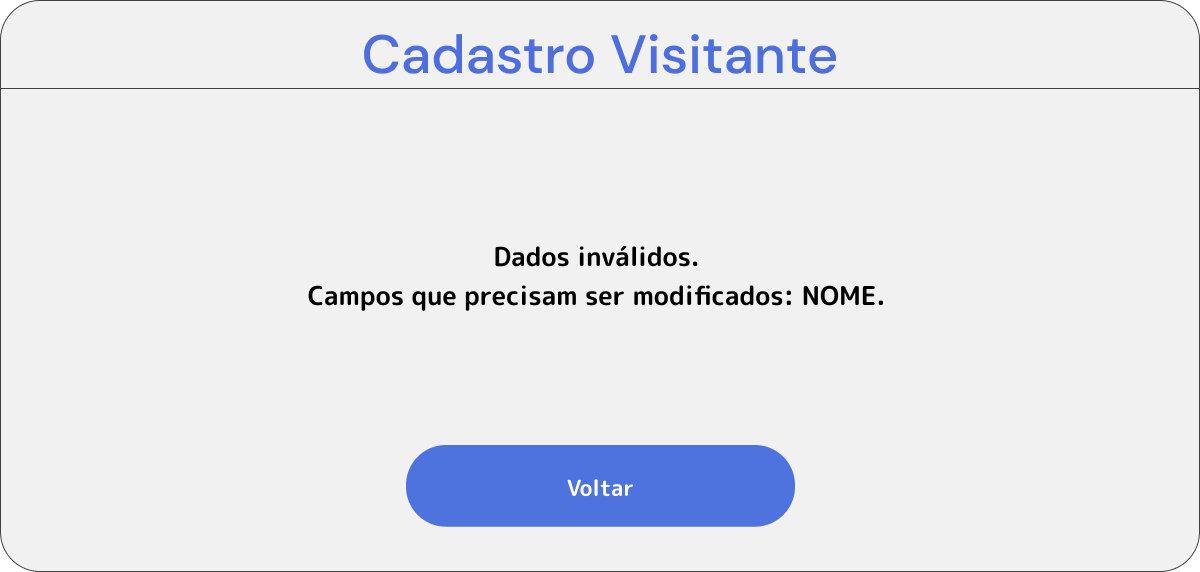 Cadastro Visitante
Dados inválidos.
Campos que precisam ser modificados: NOME.
Voltar